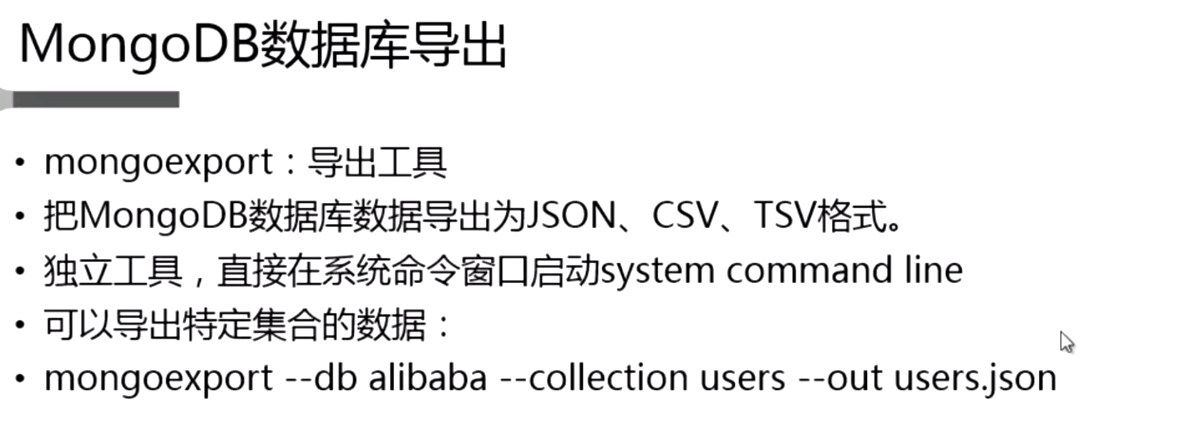 MongoDB数据库导出
• mongoexport：导出工具
• 把MongoDB数据库数据导出为JSON、CSV、TSV格式。
• 独立工具，直接在系统命令窗口启动system command line
• 可以导出特定集合的数据：
• mongoexport --db alibaba --collection users --out users.json